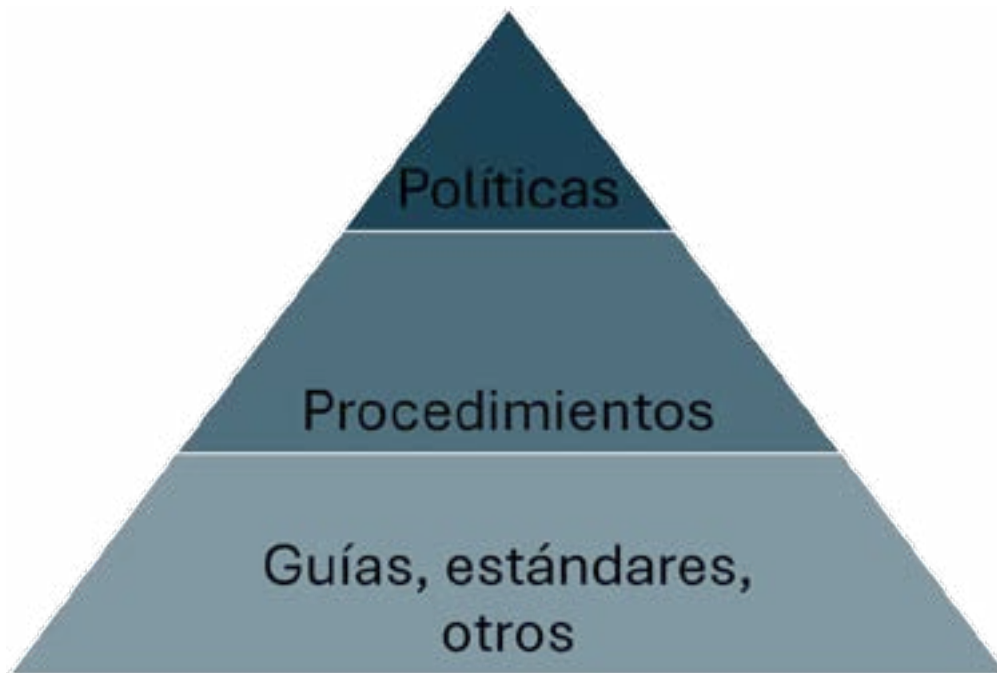 Políticas
Procedimientos
Guías, estándares,
otros